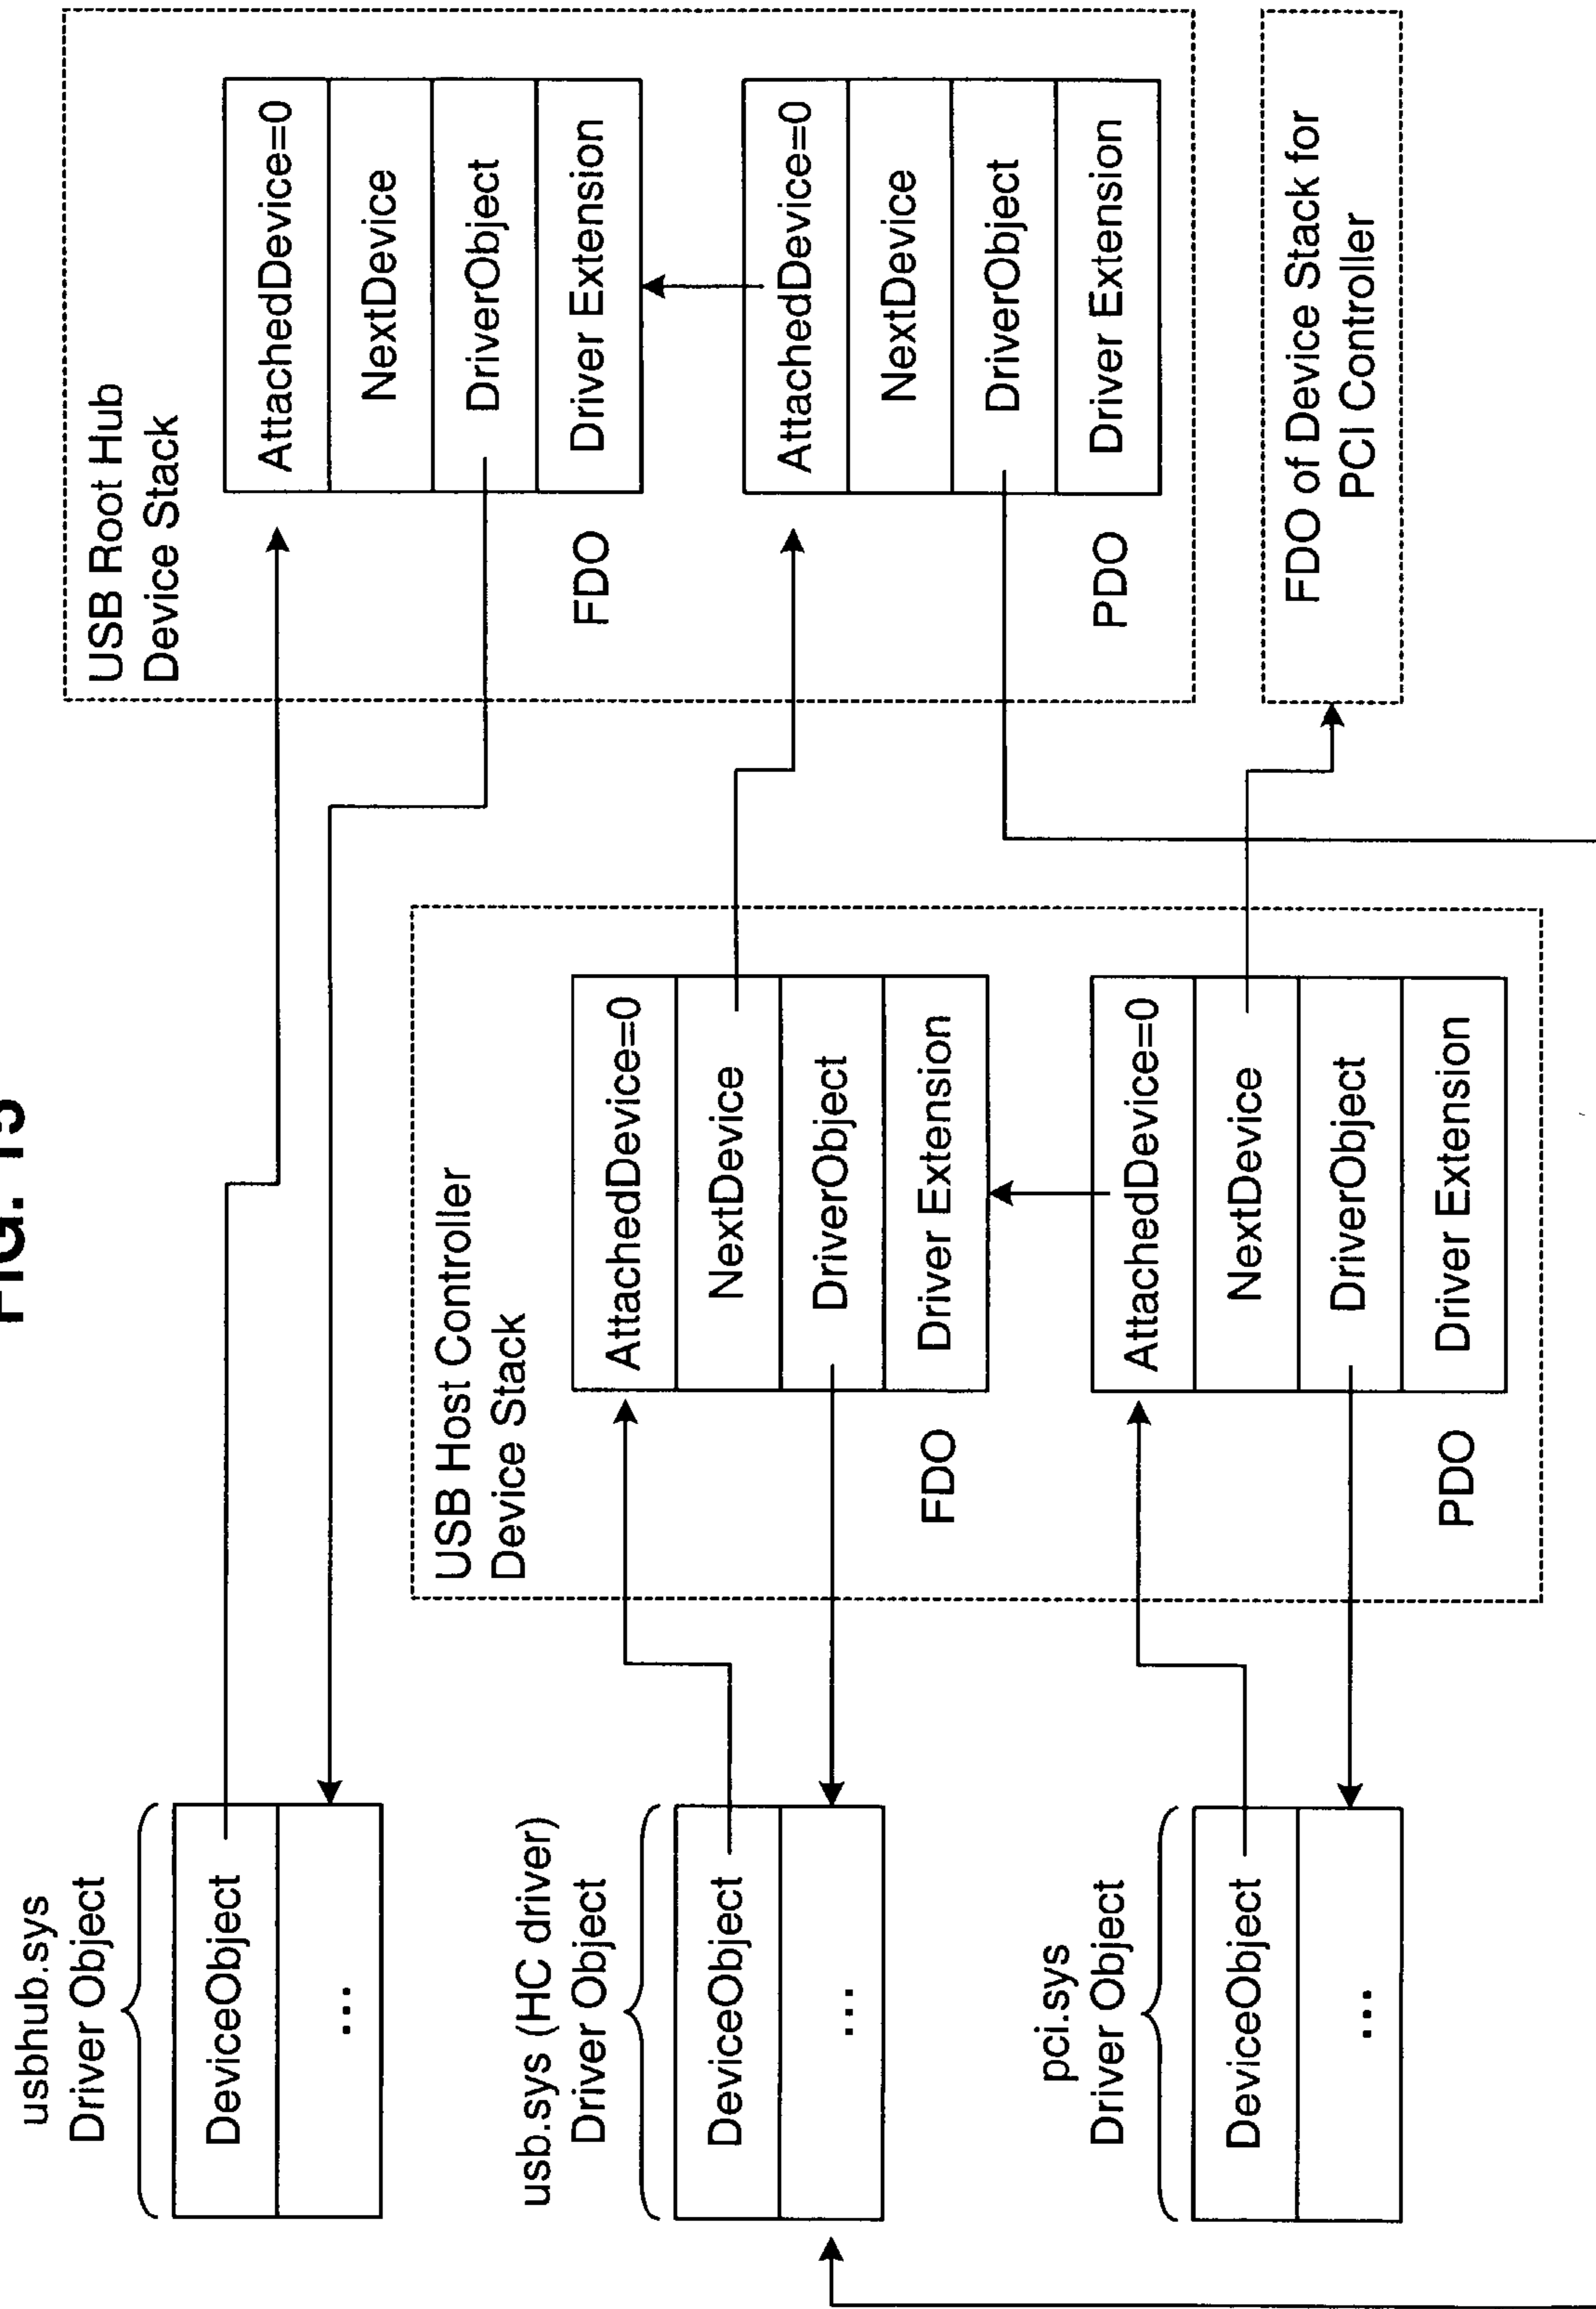 FIG. 15
usbhub.sys
Driver Object
DeviceObject
...
USB Root Hub
Device Stack
AttachedDevice=0
NextDevice
DriverObject
Driver Extension
FDO
AttachedDevice=0
NextDevice
DriverObject
Driver Extension
PDO
usb.sys (HC driver)
Driver Object
DeviceObject
...
USB Host Controller
Device Stack
AttachedDevice=0
NextDevice
DriverObject
Driver Extension
FDO
AttachedDevice=0
NextDevice
DriverObject
Driver Extension
PDO
pci.sys
Driver Object
DeviceObject
...
FDO of Device Stack for
PCI Controller